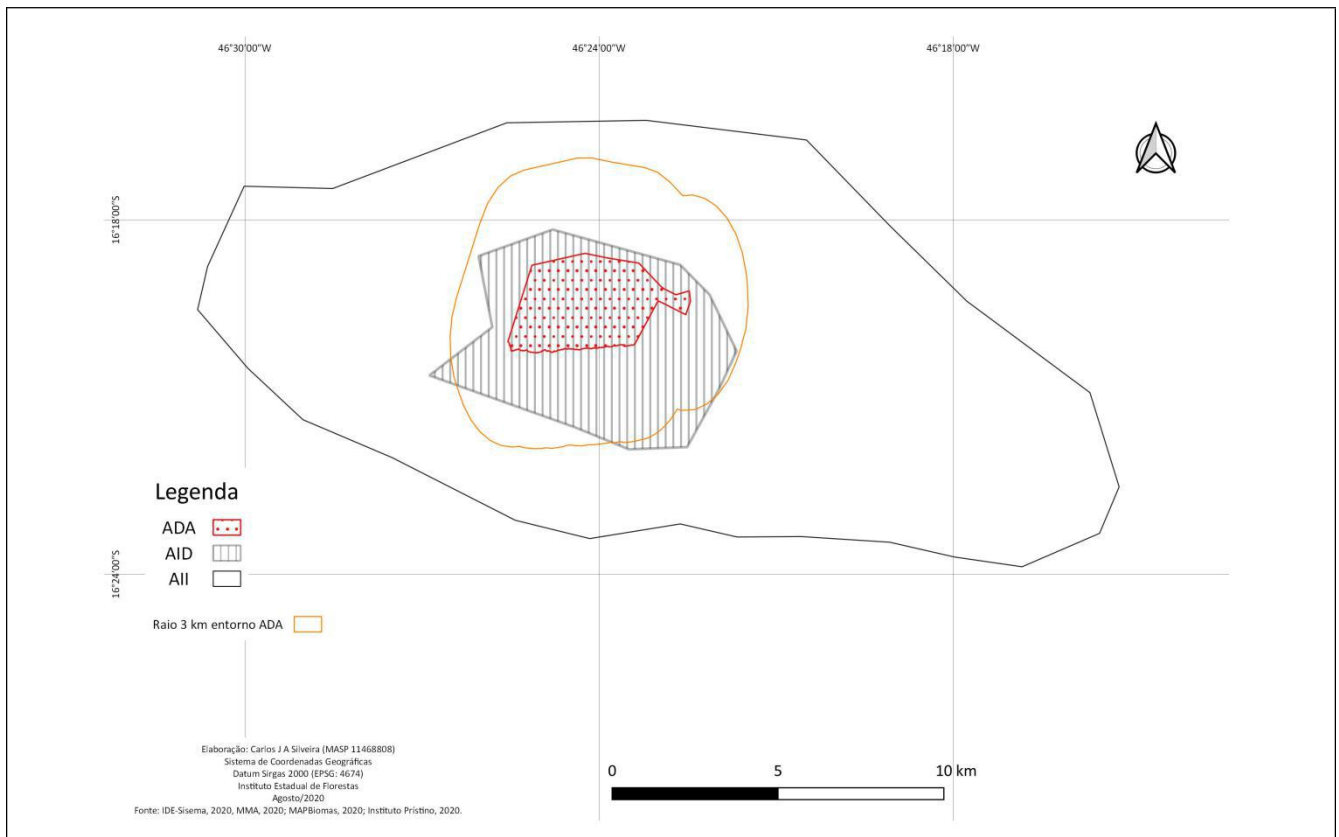 46°30'00"W
46°24'00"W
46°18'00"W
16°18'00"S
16°24'00"S
Legenda
ADA
AID
AII
Raio 3 km entorno ADA
Elaboração: Carlos J A Silveira (MASP 11468808)
Sistema de Coordenadas Geográficas
Datum Sirgas 2000 (EPSG: 4674)
Instituto Estadual de Florestas
Agosto/2020
Fonte: IDE-Sisema, 2020, MMA, 2020; MAPBiomas, 2020; Instituto Prístino, 2020.
0 5 10 km